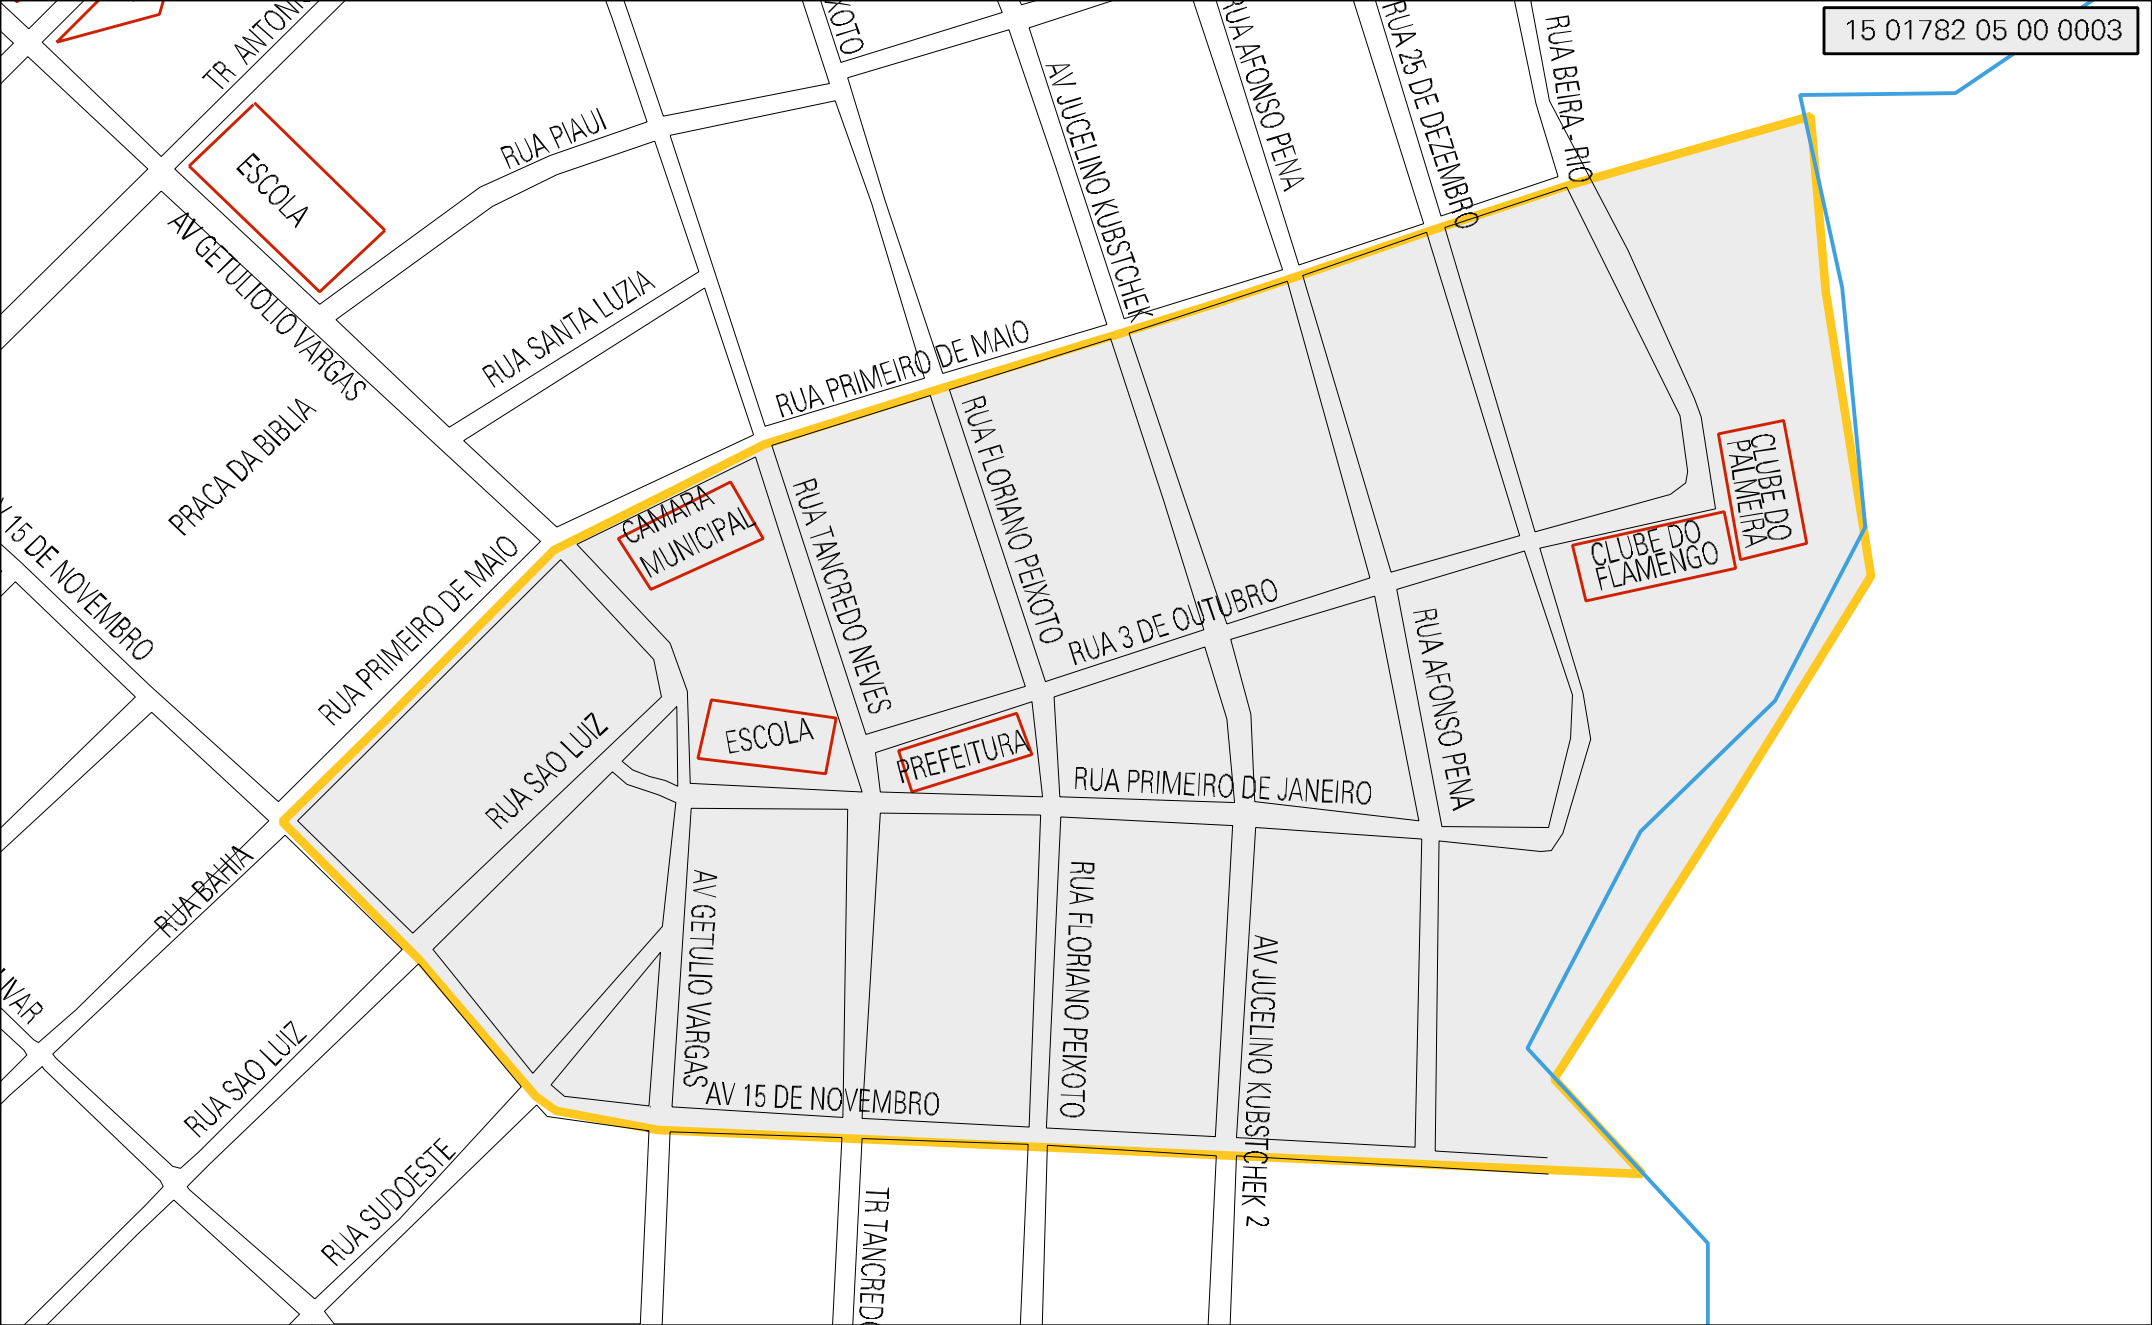 15 01782 05 00 0003
TR ANTONI
XOTO
RUA AFONSO PENA
RUA 25 DE DEZEMBRO
RUA BEIRA - RIO
AV JUCELINO KUBSTCHEK
RUA PIAUI
ESCOLA
AV GETULIOLIO VARGAS
RUA SANTA LUZIA
RUA PRIMEIRO DE MAIO
PRACA DA BIBLIA
RUA FLORIANO PEIXOTO
CLUBE DO
PALMEIRA
RUA TANCREDO NEVES
CAMARA
MUNICIPAL
CLUBE DO
FLAMENGO
V 15 DE NOVEMBRO
RUA PRIMEIRO DE MAIO
RUA 3 DE OUTUBRO
RUA AFONSO PENA
RUA SAO LUIZ
ESCOLA
PREFEITURA
RUA PRIMEIRO DE JANEIRO
RUA BAHIA
AV GETULIO VARGAS
RUA FLORIANO PEIXOTO
AV JUCELINO KUBSTCHEK 2
IVAR
RUA SAO LUIZ
AV 15 DE NOVEMBRO
RUA SUDOESTE
TR TANCREDO